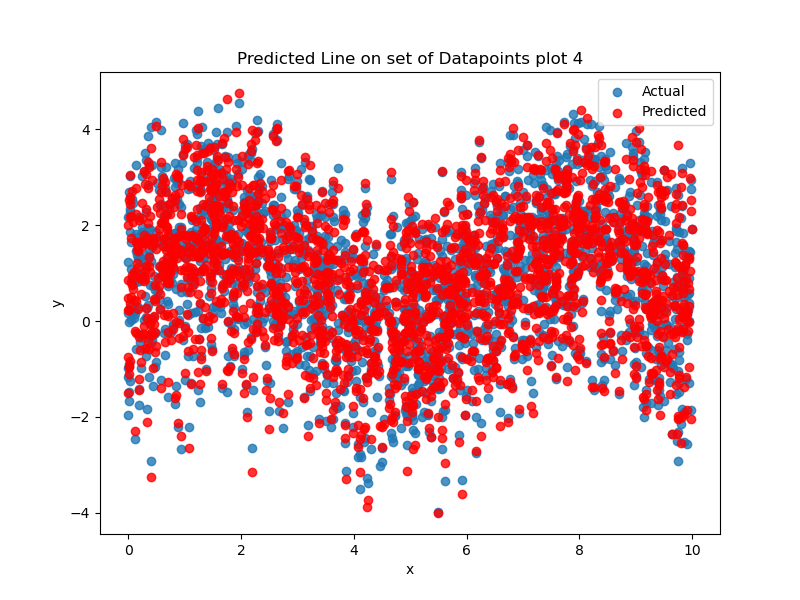 Predicted Line on set of Datapoints plot 4
Actual
Predicted
4
2
0
−2
−4
y
0 2 4 6 8 10
x